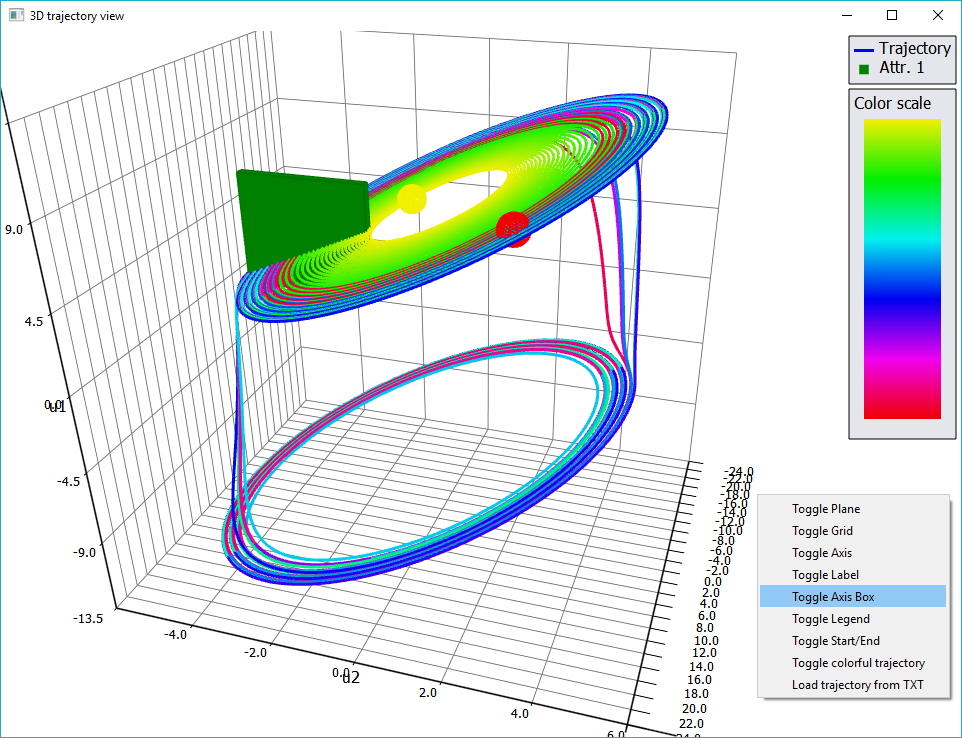 3D trajectory view
Trajectory
Attr. 1
Color scale
9.0
4.5
0.0
u1
-4.5
-9.0
-13.5
-4.0
-2.0
0.0
u2
2.0
4.0
6.0
-24.0
-22.0
-20.0
-18.0
-16.0
-14.0
-12.0
-10.0
-8.0
-6.0
-4.0
-2.0
0.0
2.0
4.0
6.0
8.0
10.0
12.0
14.0
16.0
18.0
20.0
22.0
24.0
Toggle Plane
Toggle Grid
Toggle Axis
Toggle Label
Toggle Axis Box
Toggle Legend
Toggle Start/End
Toggle colorful trajectory
Load trajectory from TXT